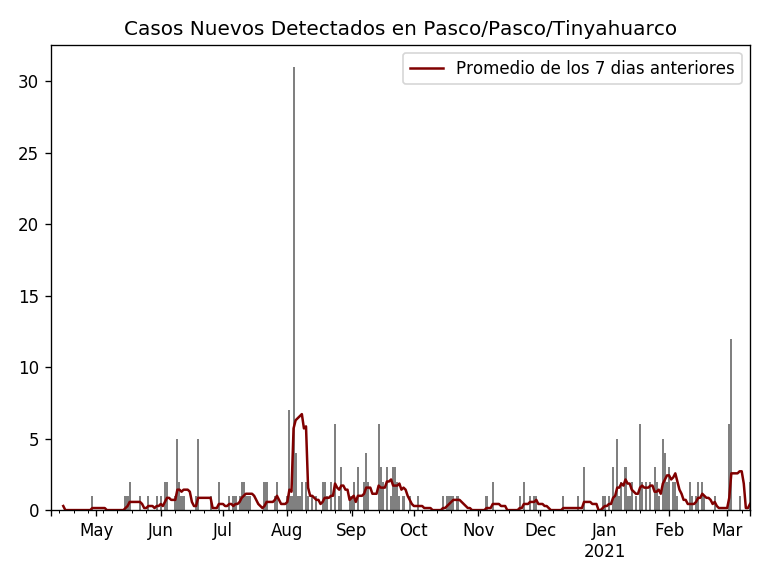 Casos Nuevos Detectados en Pasco/Pasco/Tinyahuarco
Promedio de los 7 dias anteriores
30
25
20
15
10
5
0
May Jun Jul Aug Sep Oct Nov Dec Jan Feb Mar
2021